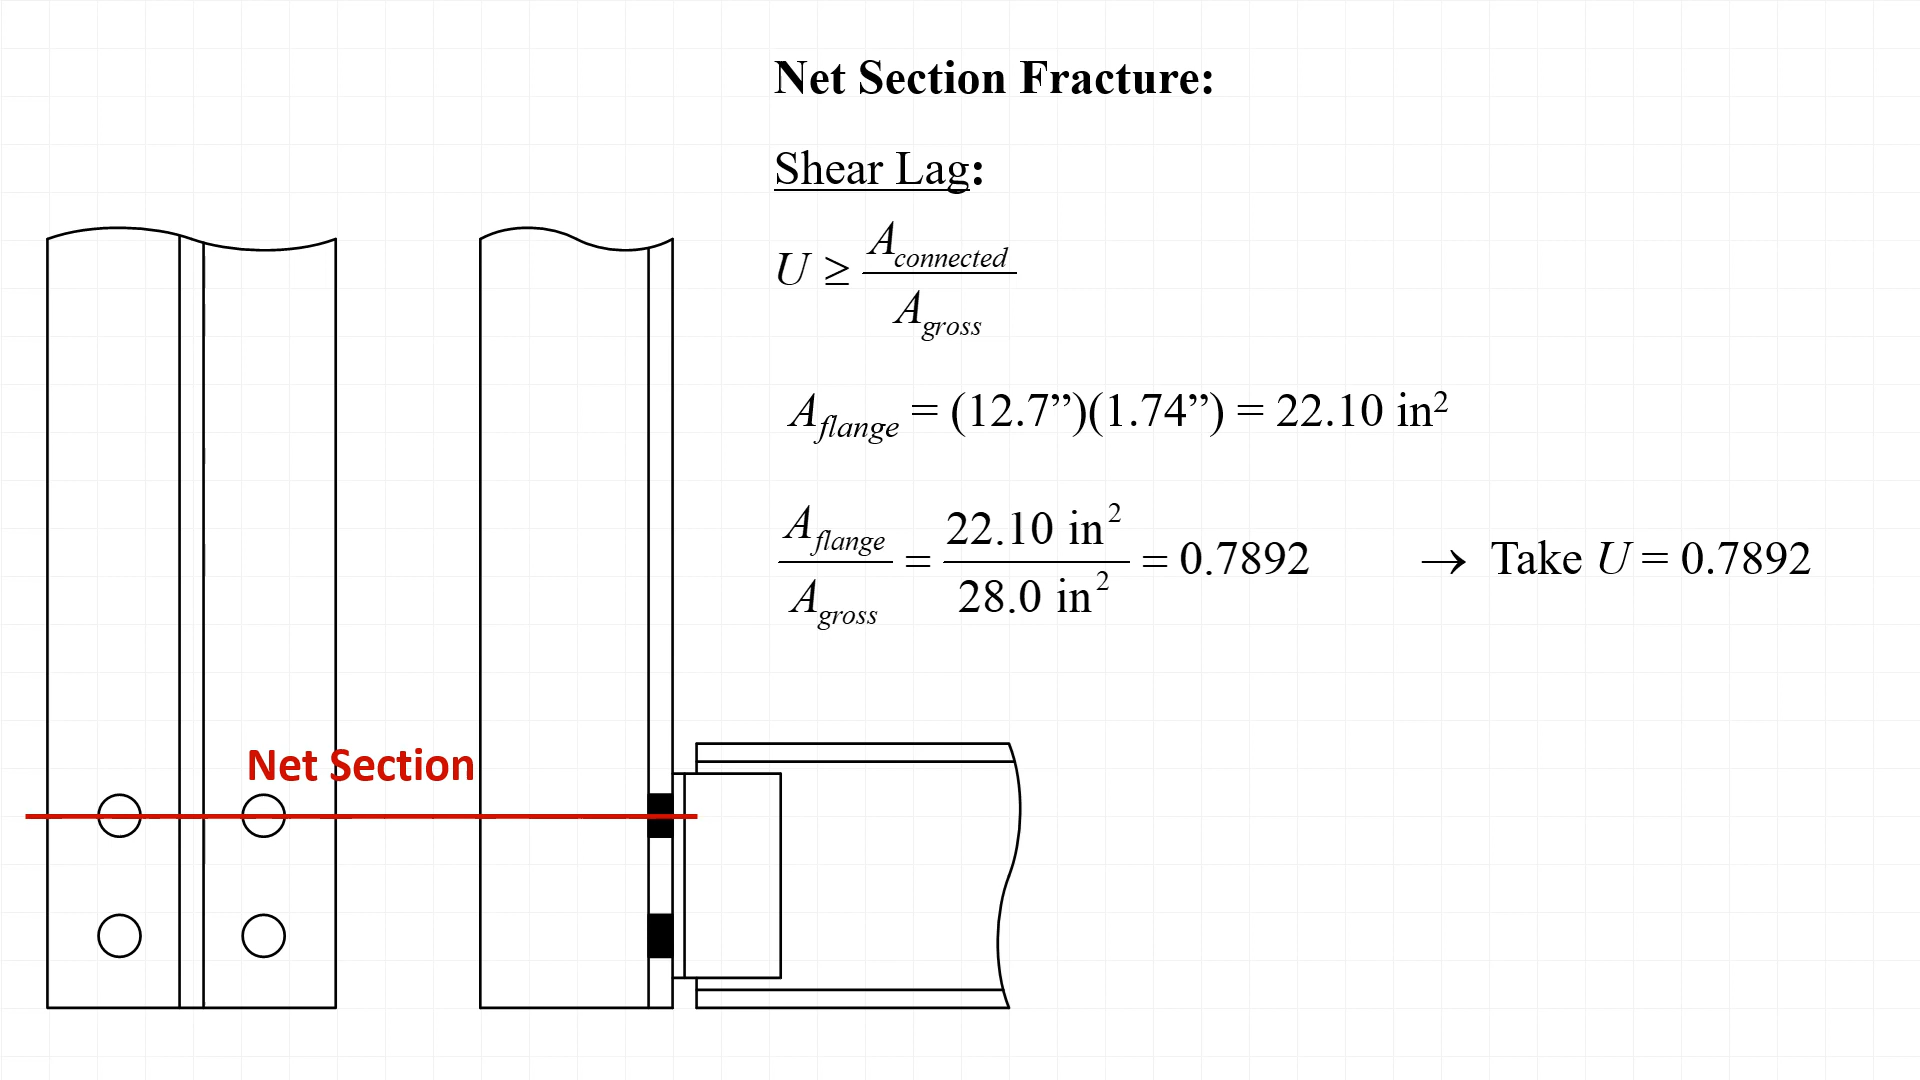 Net Section Fracture:
Shear Lag:
U ≥ A_connected / A_gross
A_flange = (12.7”)(1.74”) = 22.10 in²
A_flange / A_gross = 22.10 in² / 28.0 in² = 0.7892 → Take U = 0.7892
Net Section